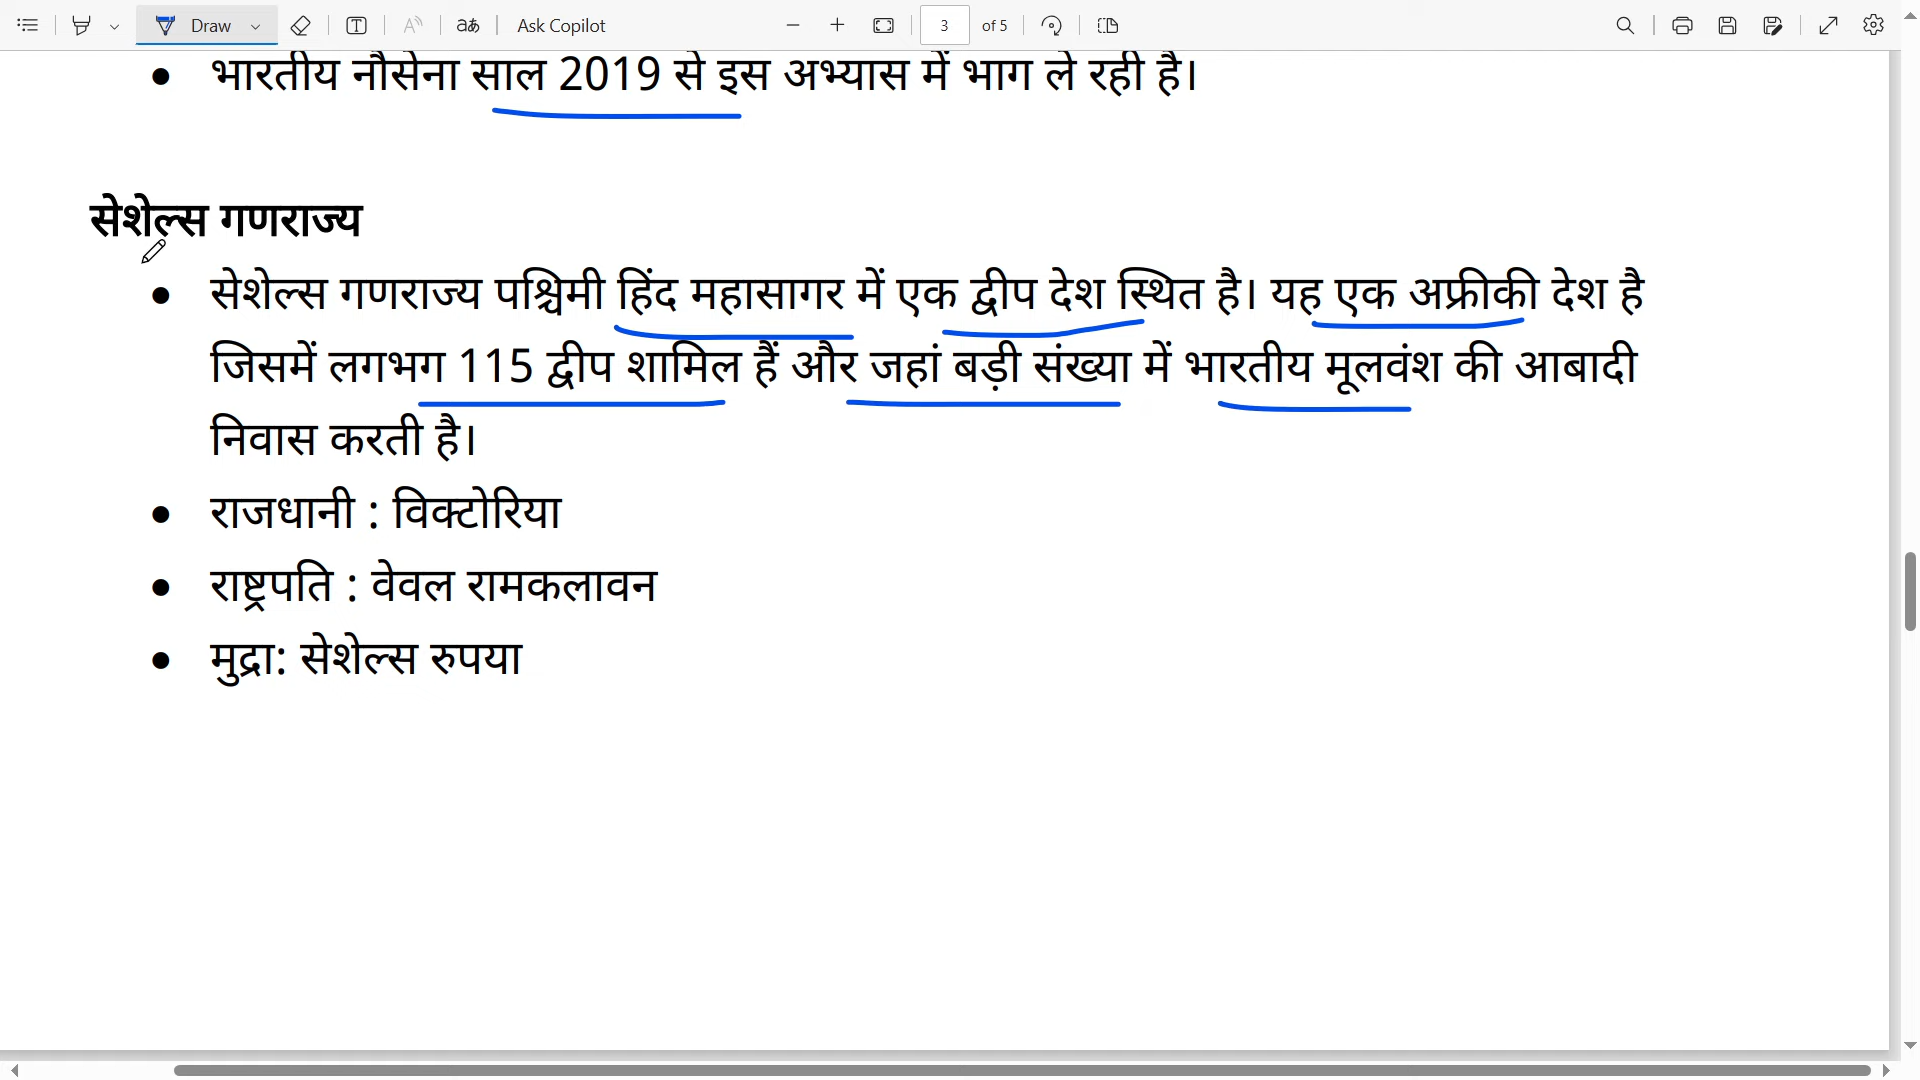 Draw
Ask Copilot
3 of 5
भारतीय नौसेना साल 2019 से इस अभ्यास में भाग ले रही है।
सेशेल्स गणराज्य
सेशेल्स गणराज्य पश्चिमी हिंद महासागर में एक द्वीप देश स्थित है। यह एक अफ्रीकी देश है
जिसमें लगभग 115 द्वीप शामिल हैं और जहां बड़ी संख्या में भारतीय मूलवंश की आबादी
निवास करती है।
राजधानी : विक्टोरिया
राष्ट्रपति : वेवल रामकलावन
मुद्रा: सेशेल्स रुपया